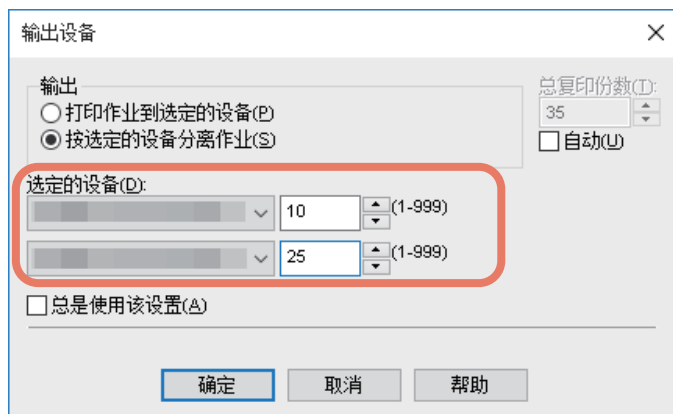 输出设备
输出
打印作业到选定的设备(P)
按选定的设备分离作业(S)
总复印份数(T):
35
自动(U)
选定的设备(D):
10 (1-999)
25 (1-999)
总是使用该设置(A)
确定 取消 帮助